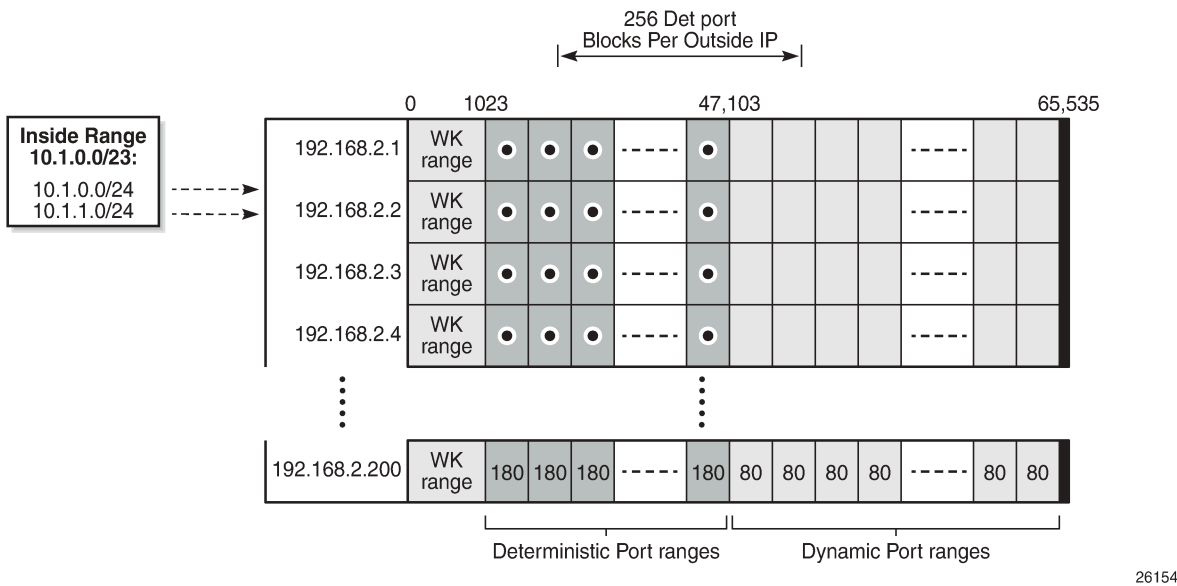 256 Det port
Blocks Per Outside IP
0 1023 47,103 65,535
Inside Range
10.1.0.0/23:
10.1.0.0/24
10.1.1.0/24
192.168.2.1
WK
range
192.168.2.2
WK
range
192.168.2.3
WK
range
192.168.2.4
WK
range
192.168.2.200
WK
range
180 180 180 180 80 80 80 80 80 80
Deterministic Port ranges
Dynamic Port ranges
26154